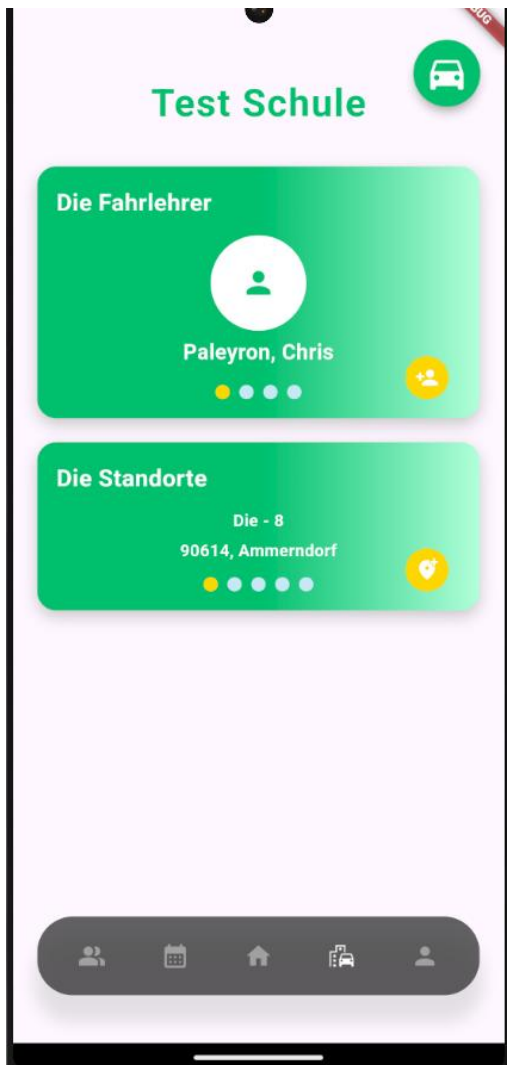 Test Schule
Die Fahrlehrer
Paleyron, Chris
Die Standorte
Die - 8
90614, Ammerndorf